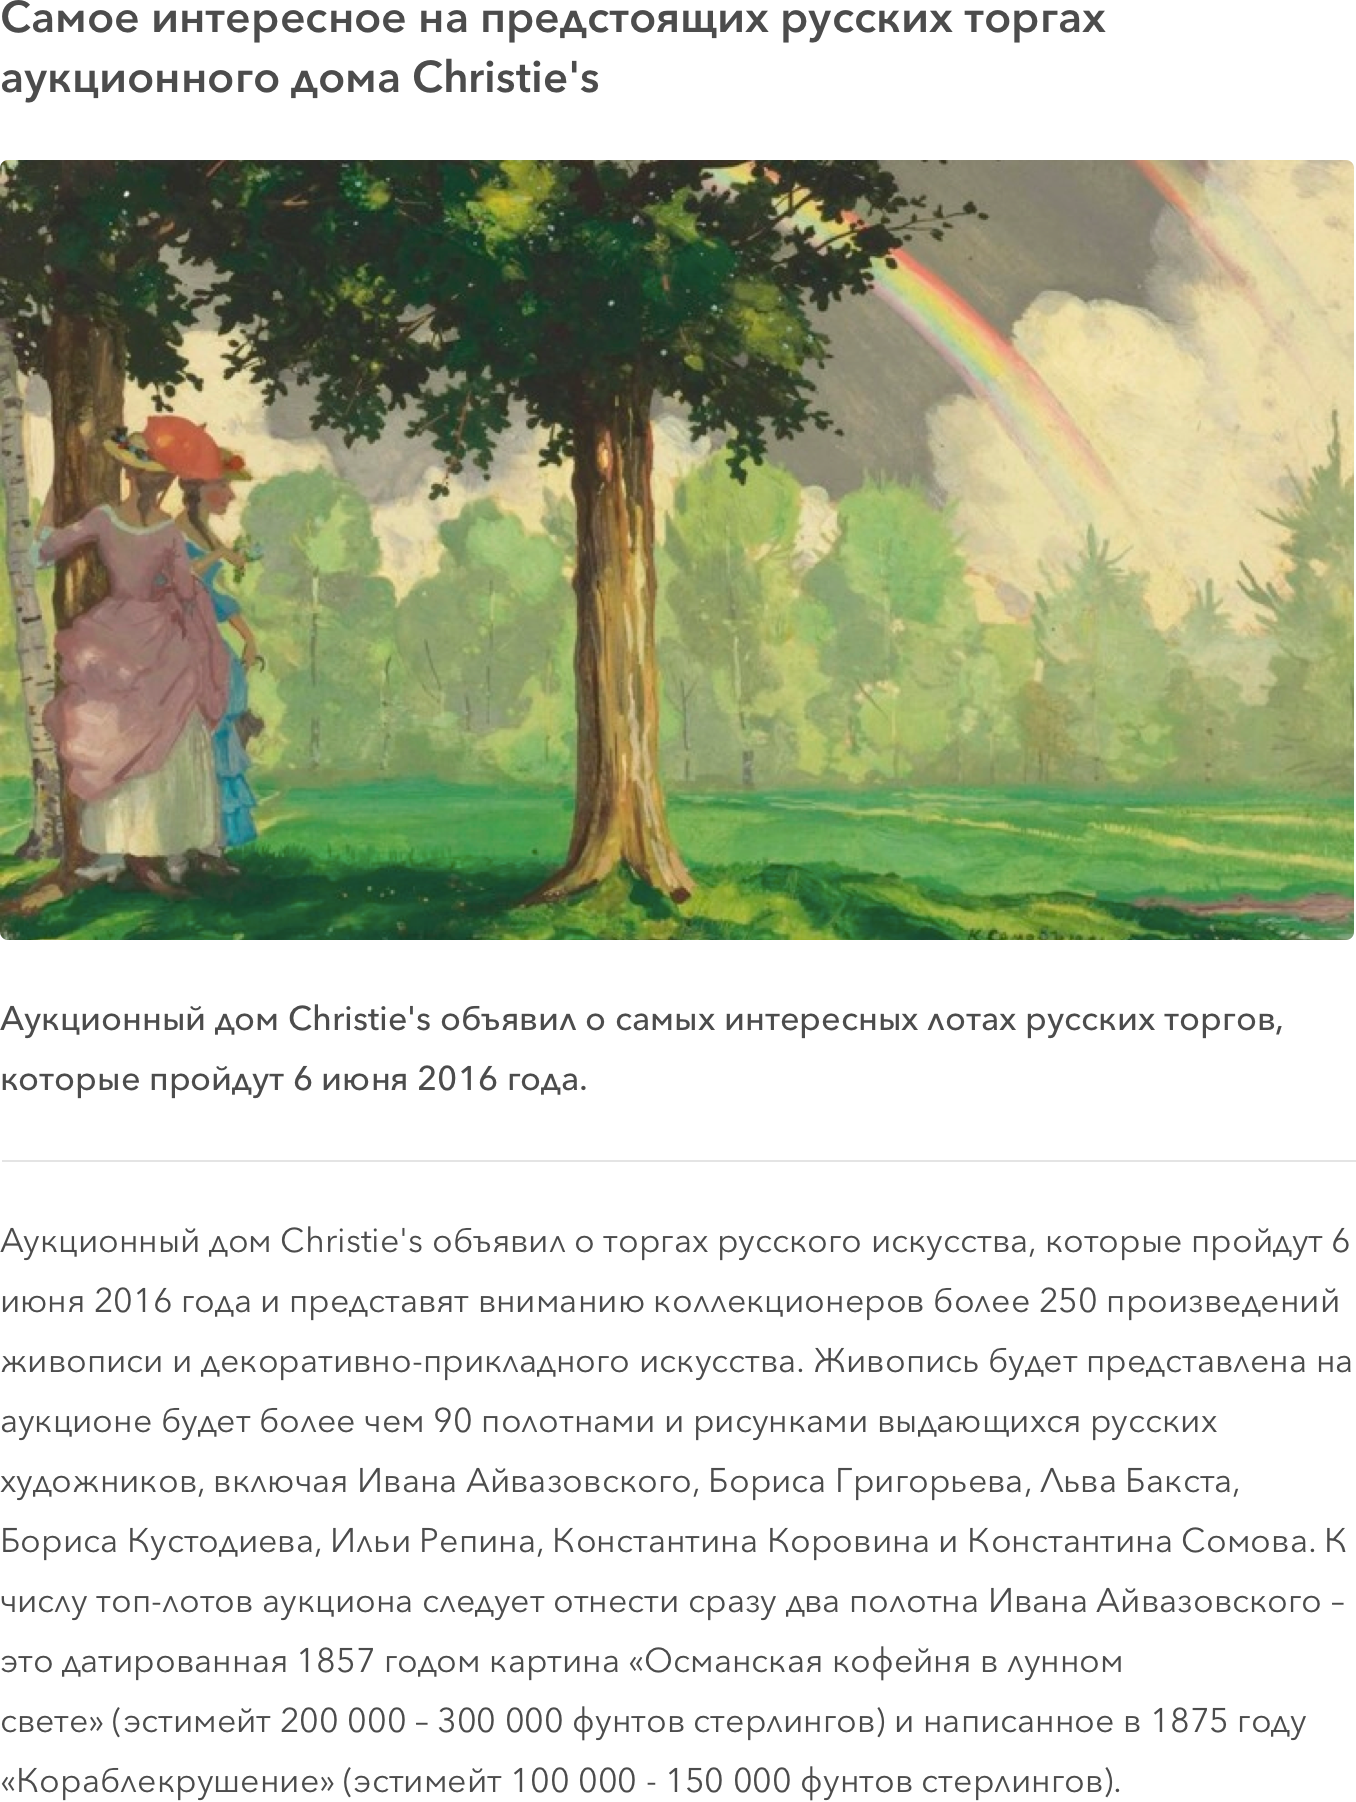 Самое интересное на предстоящих русских торгах
аукционного дома Christie's
Аукционный дом Christie's объявил о самых интересных лотах русских торгов,
которые пройдут 6 июня 2016 года.
Аукционный дом Christie's объявил о торгах русского искусства, которые пройдут 6
июня 2016 года и представят вниманию коллекционеров более 250 произведений
живописи и декоративно-прикладного искусства. Живопись будет представлена на
аукционе будет более чем 90 полотнами и рисунками выдающихся русских
художников, включая Ивана Айвазовского, Бориса Григорьева, Льва Бакста,
Бориса Кустодиева, Ильи Репина, Константина Коровина и Константина Сомова. К
числу топ-лотов аукциона следует отнести сразу два полотна Ивана Айвазовского –
это датированная 1857 годом картина «Османская кофейня в лунном
свете» (эстимейт 200 000 – 300 000 фунтов стерлингов) и написанное в 1875 году
«Кораблекрушение» (эстимейт 100 000 - 150 000 фунтов стерлингов).